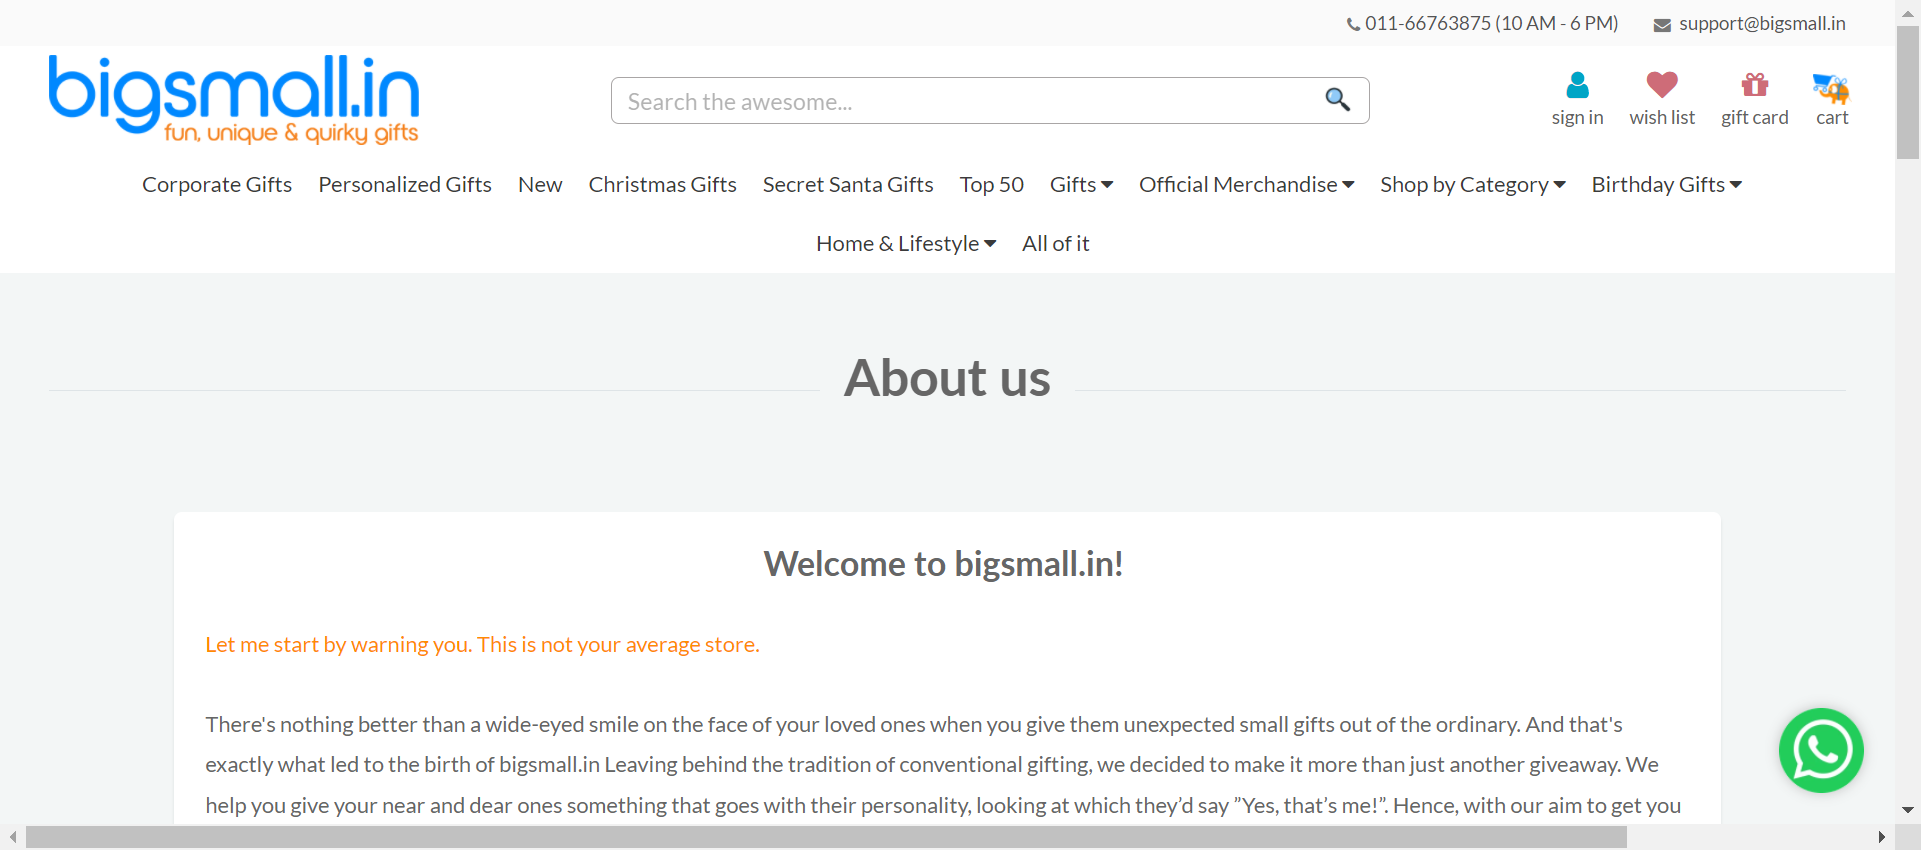 011-66763875 (10 AM - 6 PM) support@bigsmall.in
bigsmall.in
fun, unique & quirky gifts
Search the awesome...
sign in wish list gift card cart
Corporate Gifts Personalized Gifts New Christmas Gifts Secret Santa Gifts Top 50 Gifts Official Merchandise Shop by Category Birthday Gifts
Home & Lifestyle All of it
About us
Welcome to bigsmall.in!
Let me start by warning you. This is not your average store.
There's nothing better than a wide-eyed smile on the face of your loved ones when you give them unexpected small gifts out of the ordinary. And that's
exactly what led to the birth of bigsmall.in Leaving behind the tradition of conventional gifting, we decided to make it more than just another giveaway. We
help you give your near and dear ones something that goes with their personality, looking at which they’d say ”Yes, that’s me!”. Hence, with our aim to get you